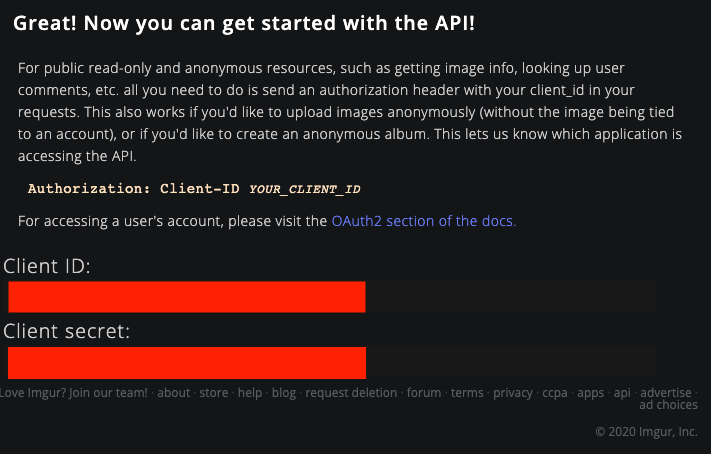 Great! Now you can get started with the API!
For public read-only and anonymous resources, such as getting image info, looking up user
comments, etc. all you need to do is send an authorization header with your client_id in your
requests. This also works if you'd like to upload images anonymously (without the image being tied
to an account), or if you'd like to create an anonymous album. This lets us know which application is
accessing the API.
Authorization: Client-ID YOUR_CLIENT_ID
For accessing a user's account, please visit the OAuth2 section of the docs.
Client ID:
Client secret:
Love Imgur? Join our team! · about · store · help · blog · request deletion · forum · terms · privacy · ccpa · apps · api · advertise ·
ad choices
© 2020 Imgur, Inc.